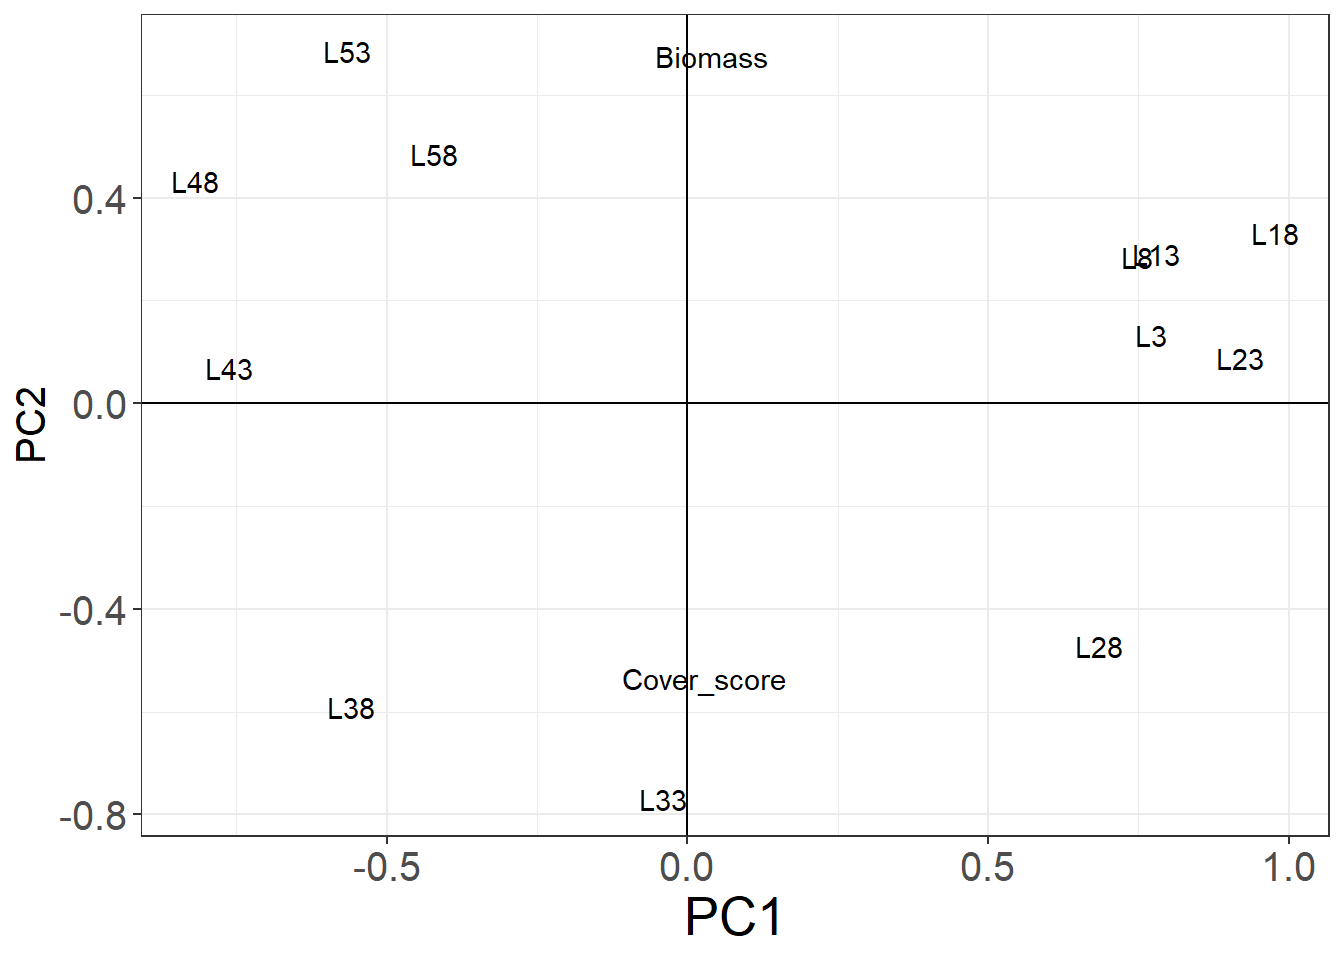 L53
Biomass
L58
L48
0.4
L18
L8
L13
L3
L23
L43
PC2
0.0
-0.4
L28
Cover_score
L38
L33
-0.8
-0.5
0.0
0.5
1.0
PC1